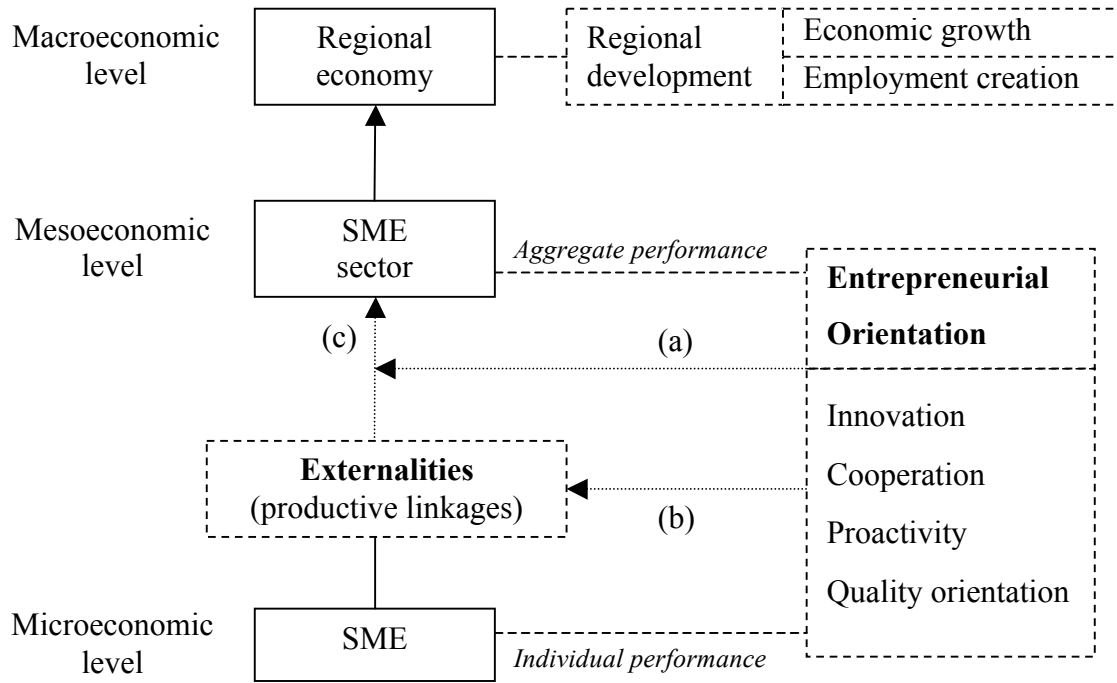 Macroeconomic
level
Regional
economy
Regional
development
Economic growth
Employment creation
Mesoeconomic
level
SME
sector
Aggregate performance
Entrepreneurial
Orientation
(c)
(a)
Innovation
Cooperation
Proactivity
Quality orientation
Externalities
(productive linkages)
(b)
Microeconomic
level
SME
Individual performance